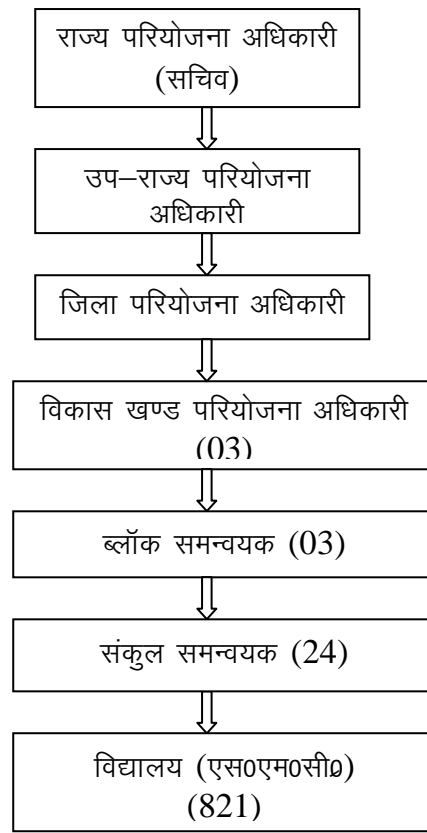 राज्य परियोजना अधिकारी
(सचिव)
उप–राज्य परियोजना
अधिकारी
जिला परियोजना अधिकारी
विकास खण्ड परियोजना अधिकारी
(03)
ब्लॉक समन्वयक (03)
संकुल समन्वयक (24)
विद्यालय (एस0एम0सी0)
(821)